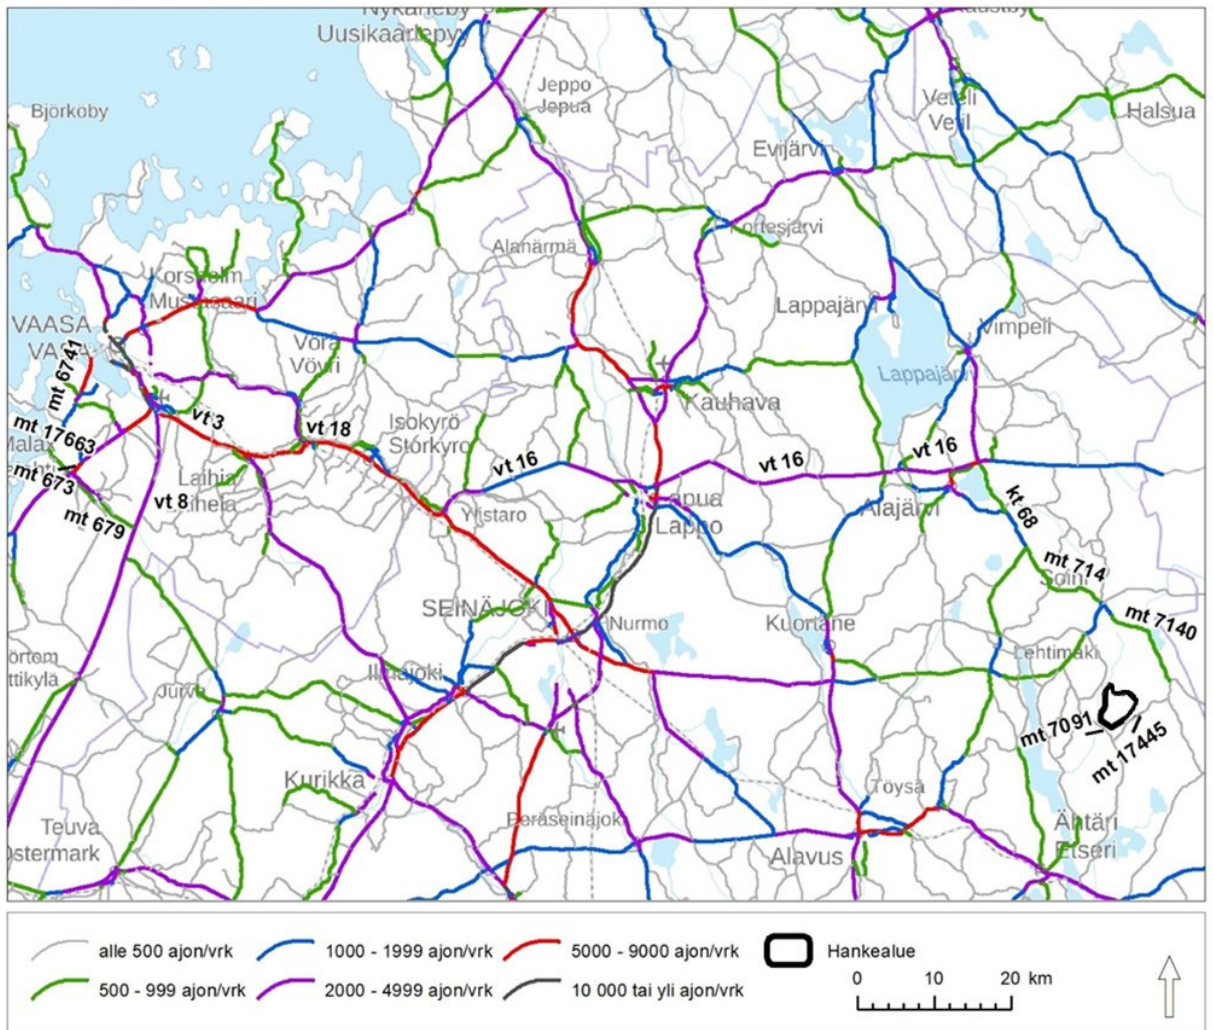 Uusikaarlepyy
Jeppo
Jepua
Björköby
Veteli
Vetil
Halsua
Evijärvi
Kortesjärvi
Alahärmä
Korsholm
Mustasaari
Lappajärvi
VAASA
VASA
Vörå
Vöyri
Vimpeli
Lappajärvi
mt 6741
vt 3
Kauhava
mt 17663
vt 18
Isokyrö
Storkyro
vt 16
vt 16
vt 16
mt 673
Laihia
Laihela
vt 8
Lapua
Lappo
Alajärvi
kt 68
mt 679
Ylistaro
mt 714
Soini
SEINÄJOKI
Nurmo
Kuortane
mt 7140
Lehtimäki
Ilmajoki
Jurva
mt 7091
mt 17445
Kurikka
Töysä
Peräseinäjoki
Teuva
Östermark
Alavus
Ähtäri
Etseri
alle 500 ajon/vrk
1000 - 1999 ajon/vrk
5000 - 9000 ajon/vrk
Hankealue
500 - 999 ajon/vrk
2000 - 4999 ajon/vrk
10 000 tai yli ajon/vrk
0 10 20 km